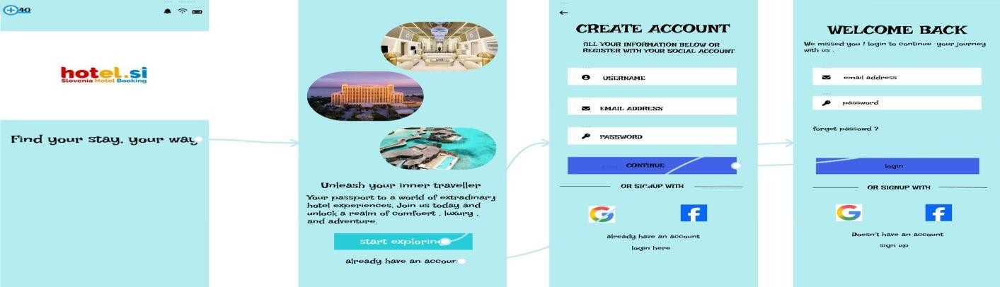 40
hotel.si
Slovenia Hotel Booking
Find your stay, your way
Unleash your inner traveller
Your passport to a world of extradinary
hotel experiences, Join us today and
unlock a realm of comfoert , luxury ,
and adventure.
start exploring
already have an accoun
CREATE ACCOUNT
fILL YOUR INFORMATION BELOW OR
REGISTER WITH YOUR SOCIAL ACCOUNT
USERNAME
EMAIL ADDRESS
PASSWORD
CONTINUE
OR SIGNUP WITH
already have an account
login here
WELCOME BACK
We missed you ! login to continue your journey
with us .
email address
password
forget passowd ?
login
OR SIGNUP WITH
Doesn't have an account
sign up